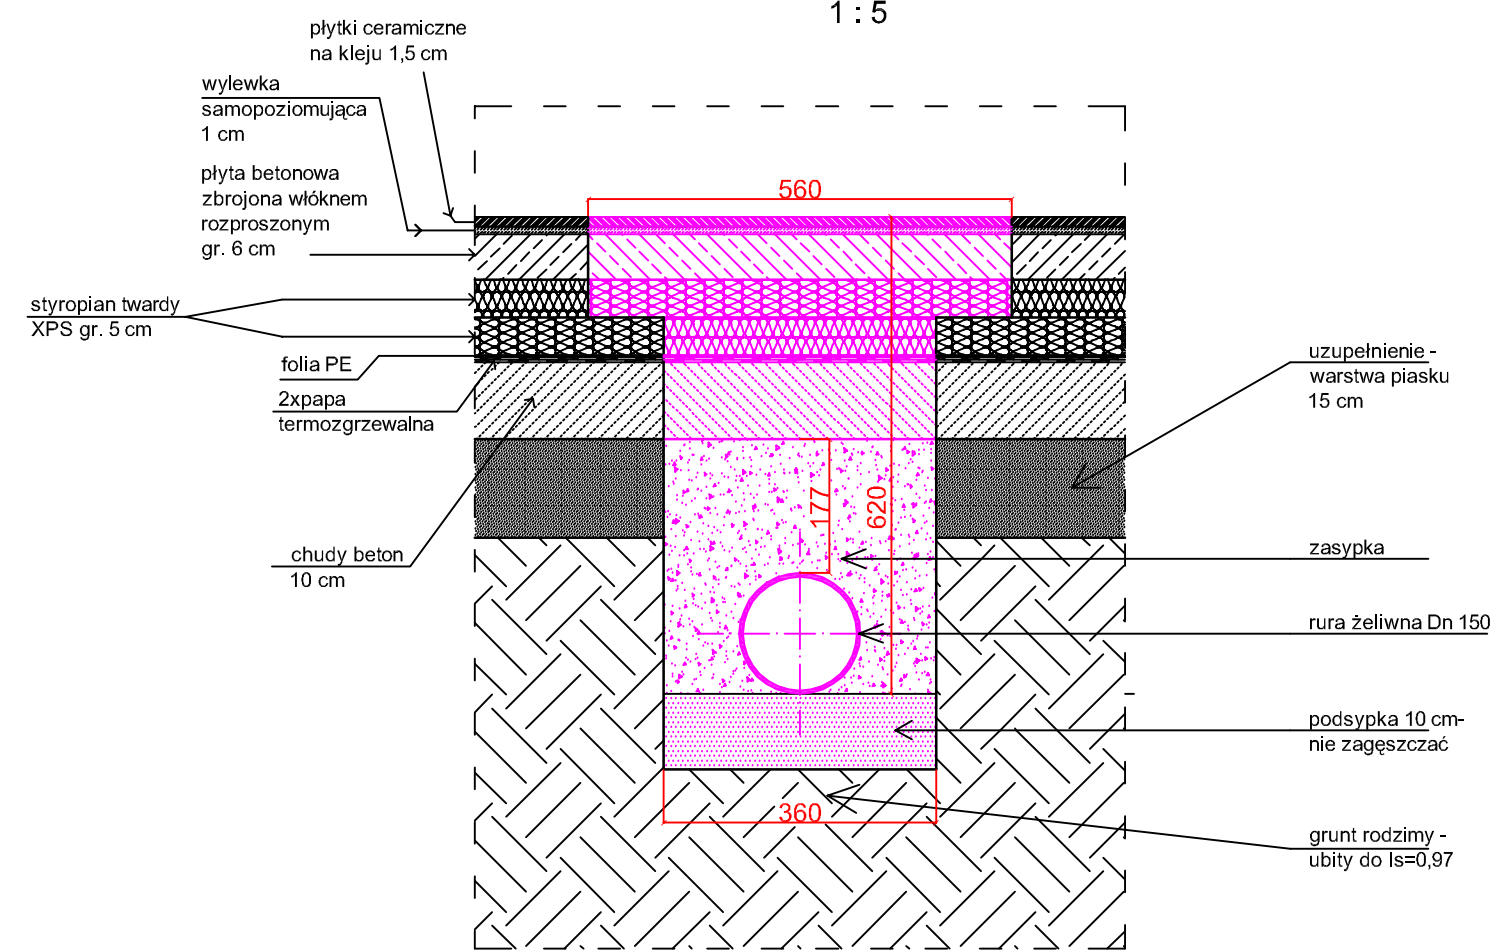 1 : 5
płytki ceramiczne
na kleju 1,5 cm
wylewka
samopoziomująca
1 cm
płyta betonowa
zbrojona włóknem
rozproszonym
gr. 6 cm
styropian twardy
XPS gr. 5 cm
folia PE
2xpapa
termozgrzewalna
chudy beton
10 cm
560
177
620
360
uzupełnienie -
warstwa piasku
15 cm
zasypka
rura żeliwna Dn 150
podsypka 10 cm-
nie zagęszczać
grunt rodzimy -
ubity do Is=0,97